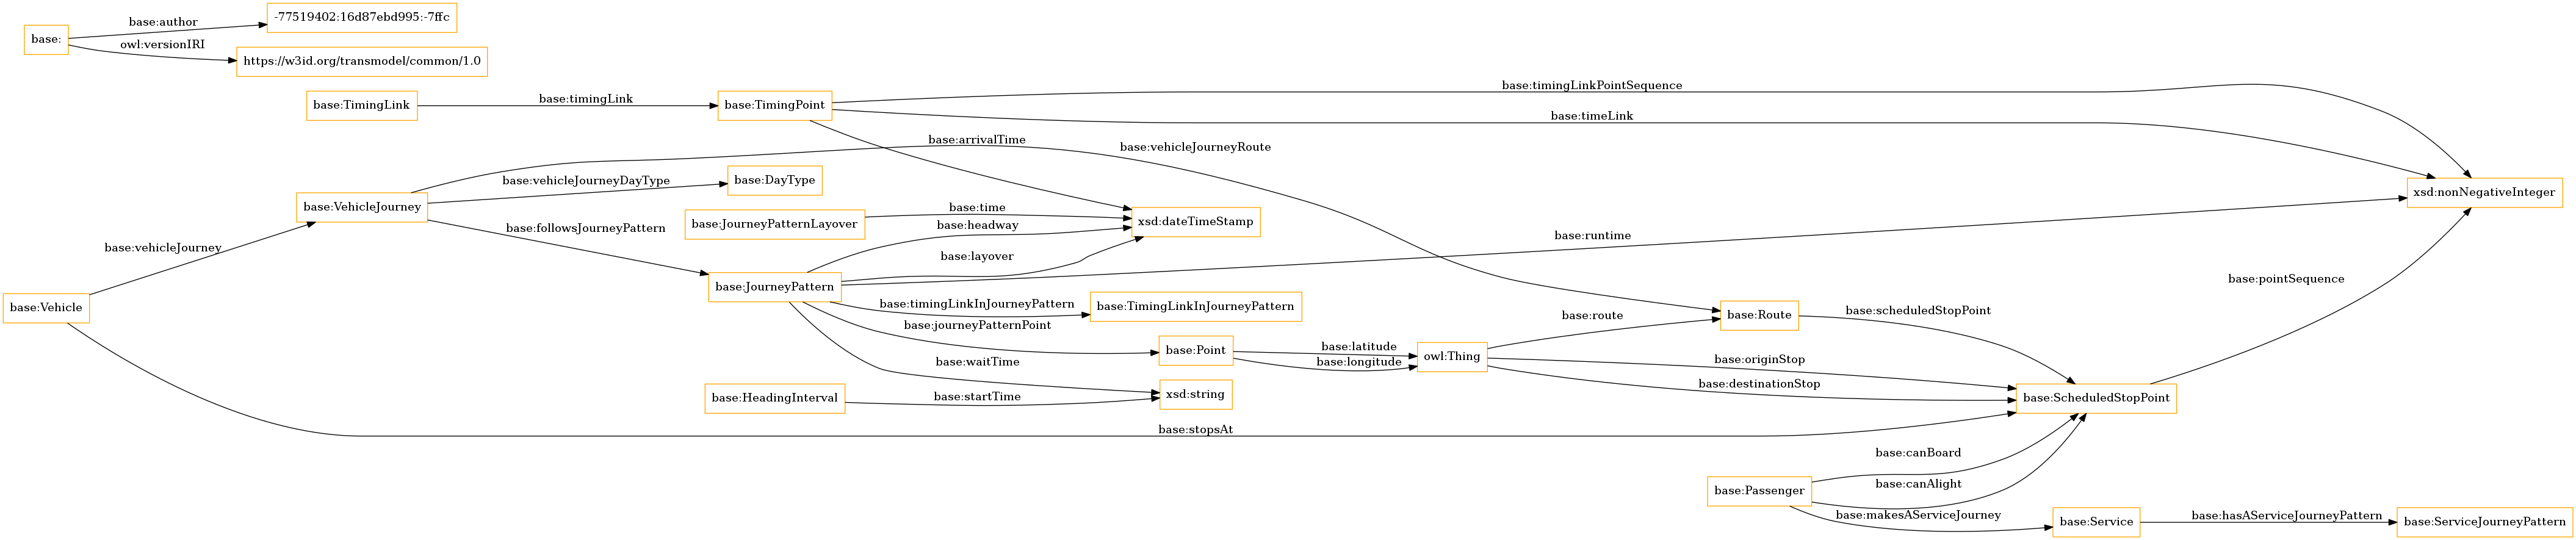 base:author
-77519402:16d87ebd995:-7ffc
base:
owl:versionIRI
https://w3id.org/transmodel/common/1.0
base:timingLinkPointSequence
base:TimingLink
base:timingLink
base:TimingPoint
base:timeLink
base:arrivalTime
base:vehicleJourneyRoute
base:vehicleJourneyDayType
base:DayType
xsd:nonNegativeInteger
base:VehicleJourney
base:time
base:JourneyPatternLayover
xsd:dateTimeStamp
base:headway
base:followsJourneyPattern
base:runtime
base:vehicleJourney
base:layover
base:pointSequence
base:JourneyPattern
base:timingLinkInJourneyPattern
base:TimingLinkInJourneyPattern
base:Vehicle
base:scheduledStopPoint
base:route
base:Route
base:journeyPatternPoint
base:Point
base:latitude
owl:Thing
base:longitude
base:originStop
base:waitTime
base:destinationStop
base:HeadingInterval
base:startTime
xsd:string
base:ScheduledStopPoint
base:stopsAt
base:canBoard
base:canAlight
base:Passenger
base:makesAServiceJourney
base:Service
base:hasAServiceJourneyPattern
base:ServiceJourneyPattern